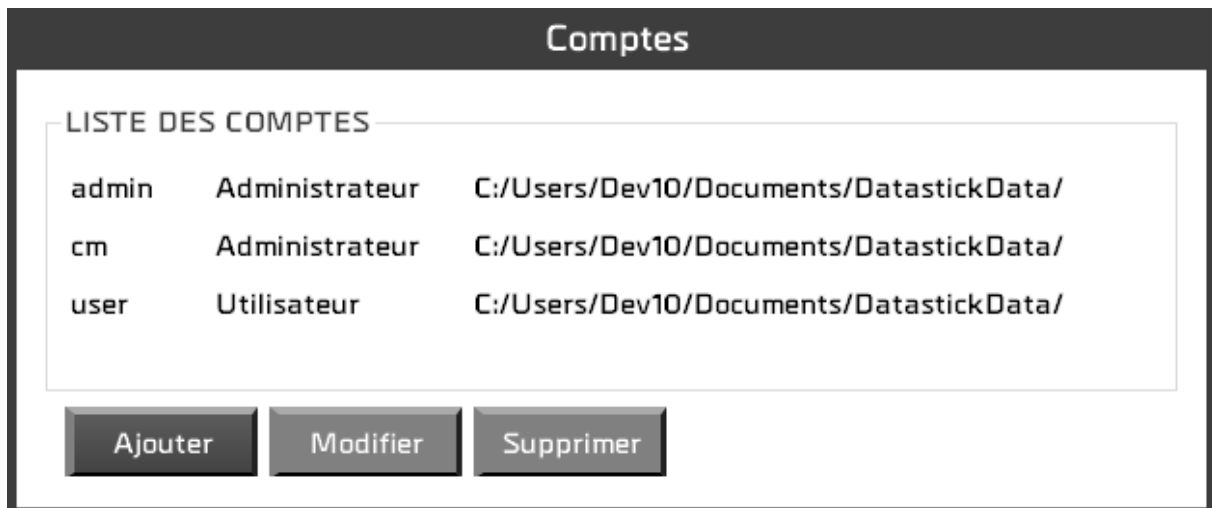 Comptes
LISTE DES COMPTES
admin Administrateur C:/Users/Dev10/Documents/DatastickData/
cm Administrateur C:/Users/Dev10/Documents/DatastickData/
user Utilisateur C:/Users/Dev10/Documents/DatastickData/
Ajouter Modifier Supprimer